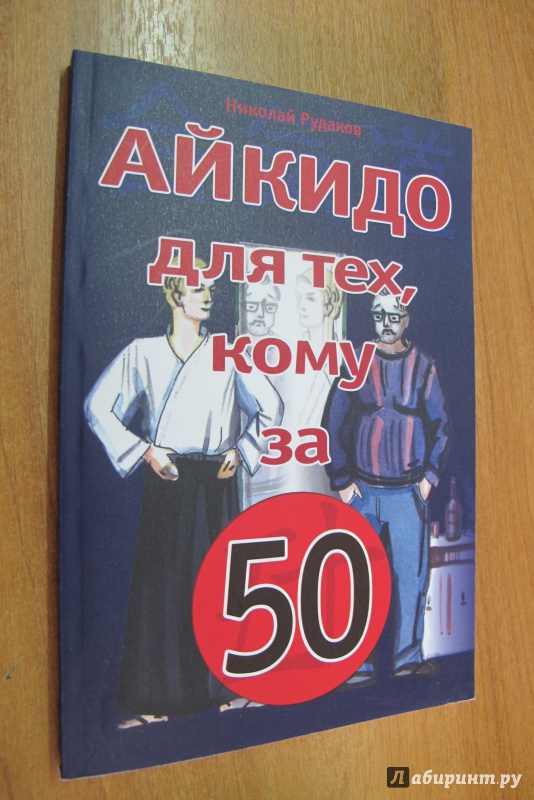 Николай Рудаков
АЙКИДО
для тех,
кому
за
50
Лабиринт.ру